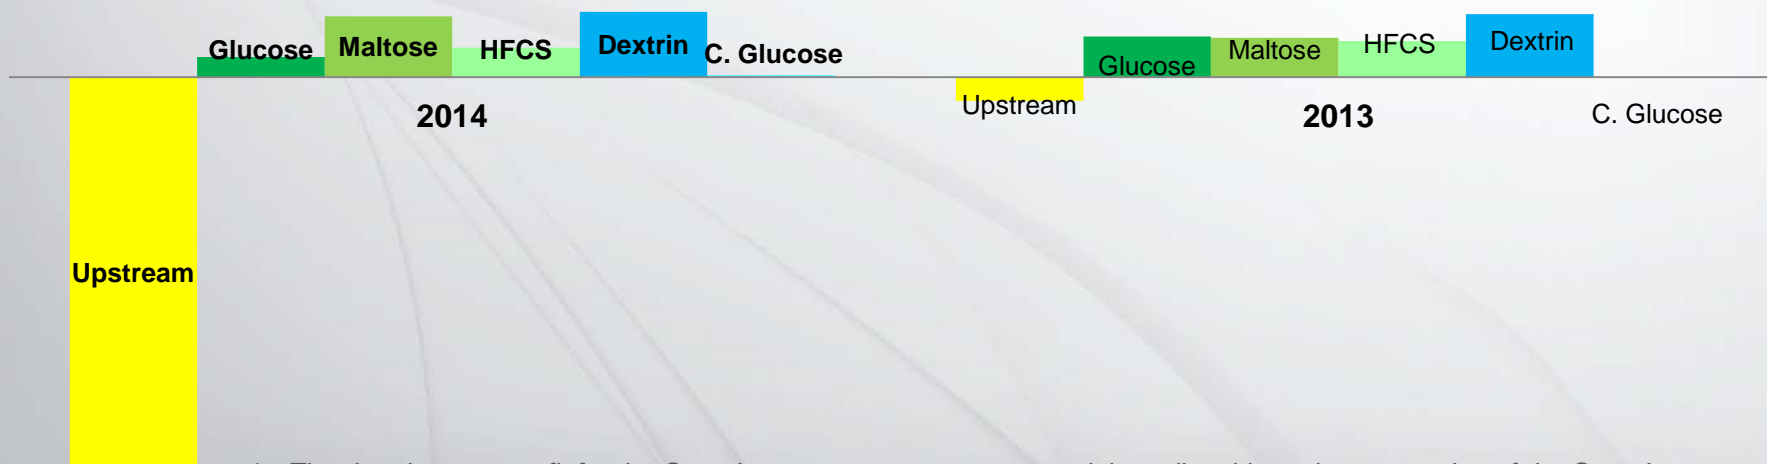 Glucose Maltose HFCS Dextrin C. Glucose
Upstream
2014
Glucose Maltose HFCS Dextrin
Upstream
2013
C. Glucose